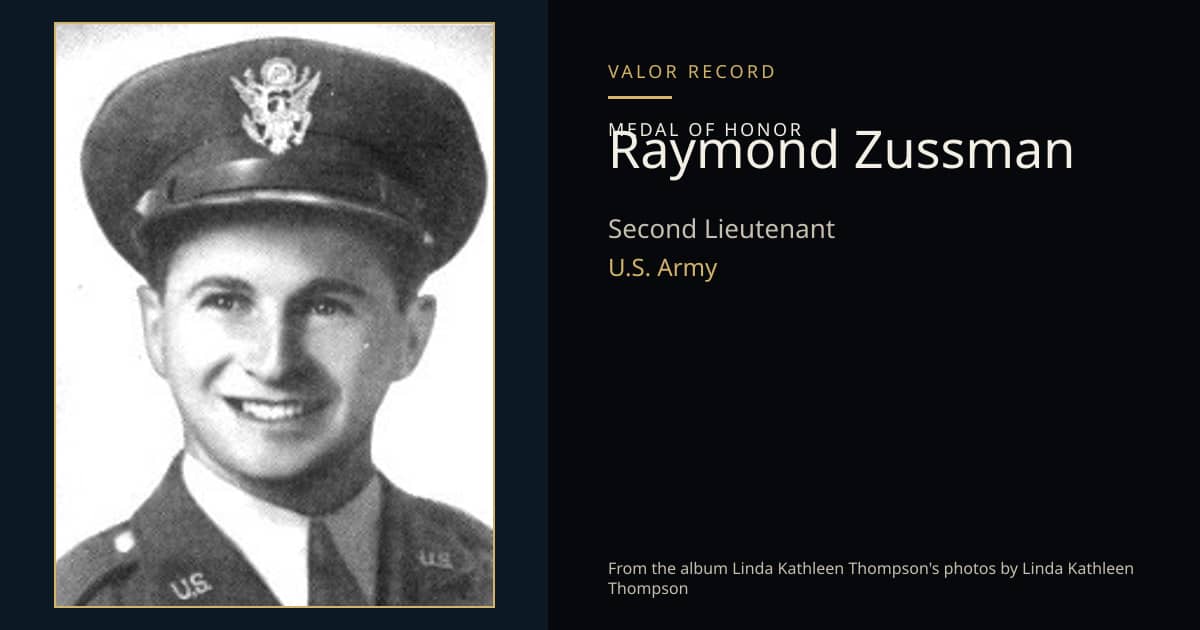 VALOR RECORD
MEDAL OF HONOR
Raymond Zussman
Second Lieutenant
U.S. Army
From the album Linda Kathleen Thompson's photos by Linda Kathleen
Thompson
U.S.
U.S.